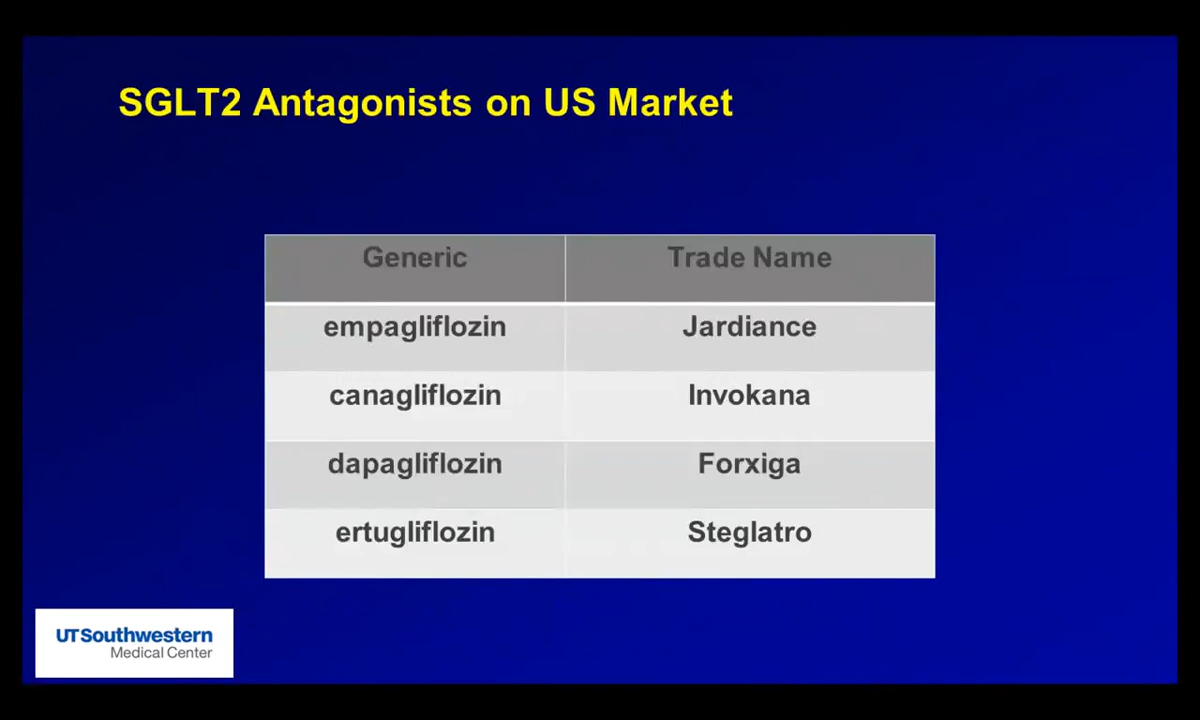 SGLT2 Antagonists on US Market
Generic Trade Name
empagliflozin Jardiance
canagliflozin Invokana
dapagliflozin Forxiga
ertugliflozin Steglatro
UTSouthwestern
Medical Center